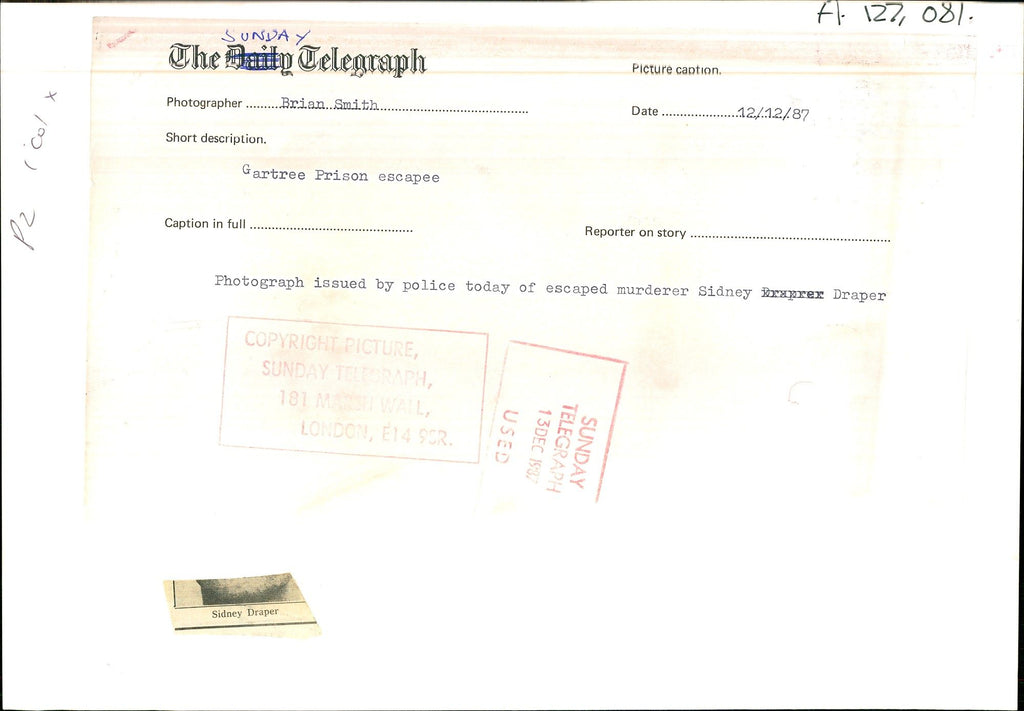 A. 127, 081.
SUNDAY
The Daily Telegraph
Picture caption.
Photographer Brian Smith
Date 12/12/87
Short description.
Gartree Prison escapee
Caption in full
Reporter on story
Photograph issued by police today of escaped murderer Sidney Draprer Draper
COPYRIGHT PICTURE,
SUNDAY TELEGRAPH,
181 MARSH WALL,
LONDON, E14 9SR.
SUNDAY
TELEGRAPH
13 DEC 1987
USED
Sidney Draper
P2 1 col x